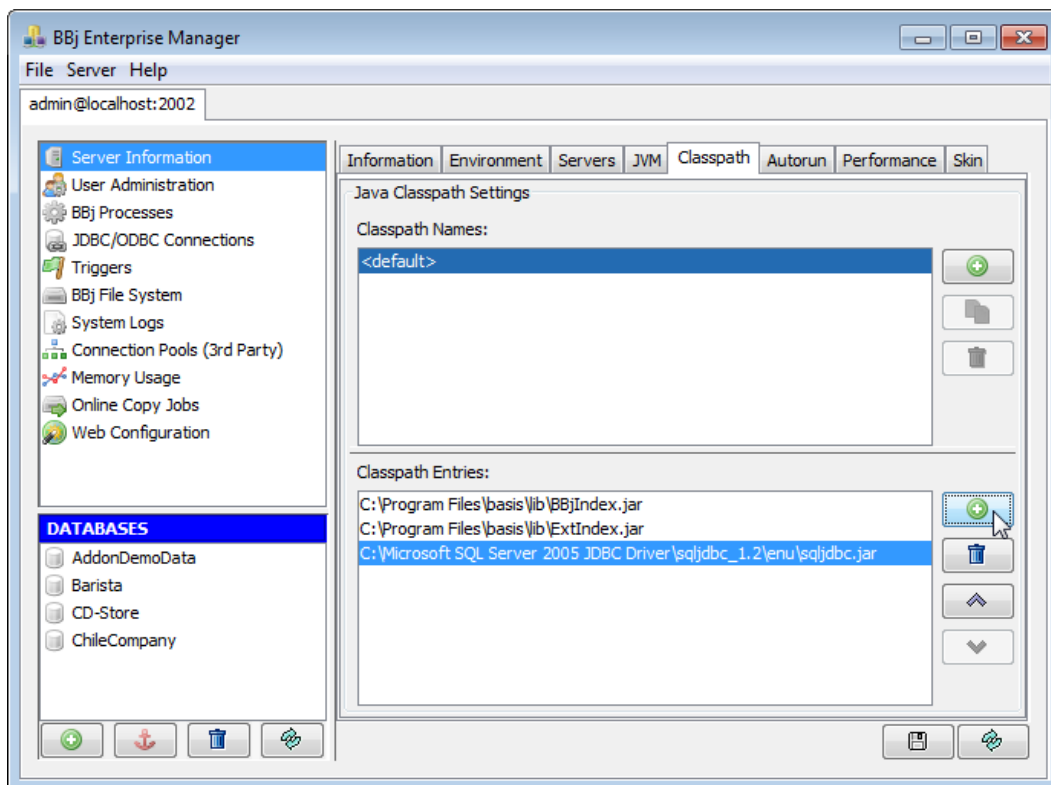 BBj Enterprise Manager
File Server Help
admin@localhost:2002
Server Information
User Administration
BBj Processes
JDBC/ODBC Connections
Triggers
BBj File System
System Logs
Connection Pools (3rd Party)
Memory Usage
Online Copy Jobs
Web Configuration
DATABASES
AddonDemoData
Barista
CD-Store
ChileCompany
Information Environment Servers JVM Classpath Autorun Performance Skin
Java Classpath Settings
Classpath Names:
<default>
Classpath Entries:
C:\Program Files\basis\lib\BBjIndex.jar
C:\Program Files\basis\lib\ExtIndex.jar
C:\Microsoft SQL Server 2005 JDBC Driver\sqljdbc_1.2\enu\sqljdbc.jar